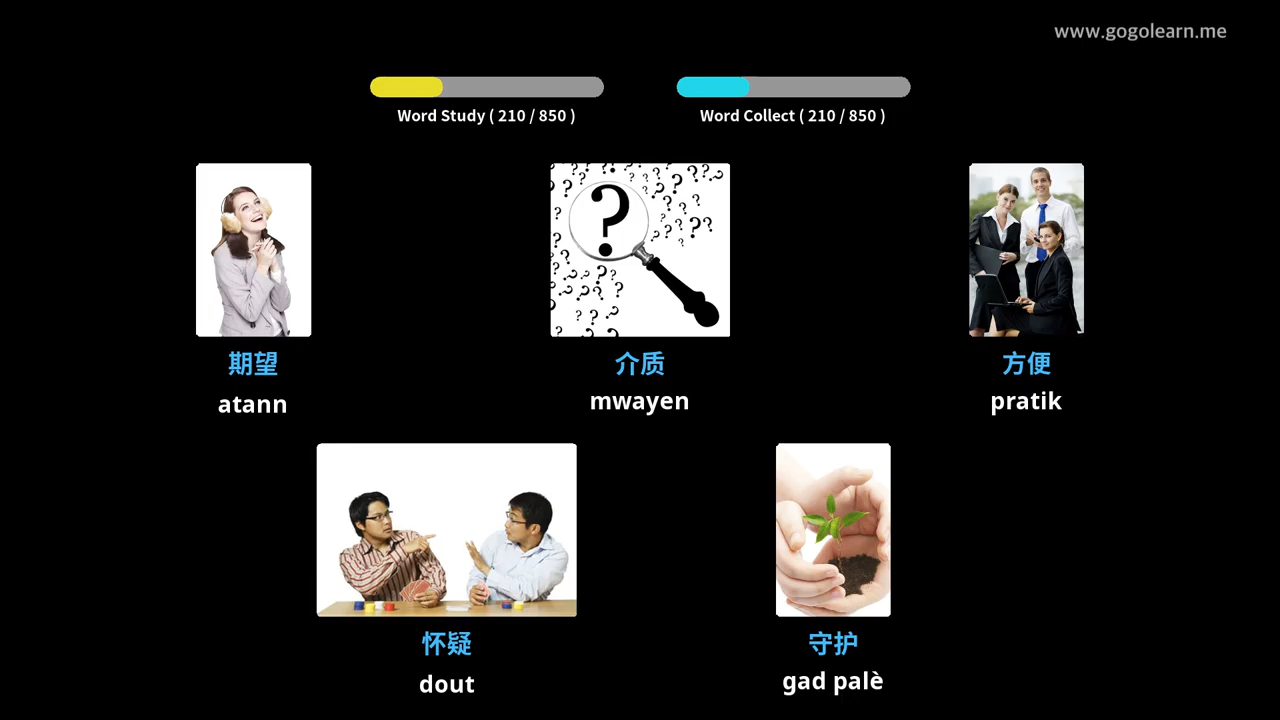 www.gogolearn.me
Word Study ( 210 / 850 )
Word Collect ( 210 / 850 )
期望
atann
介质
mwayen
方便
pratik
怀疑
dout
守护
gad palè